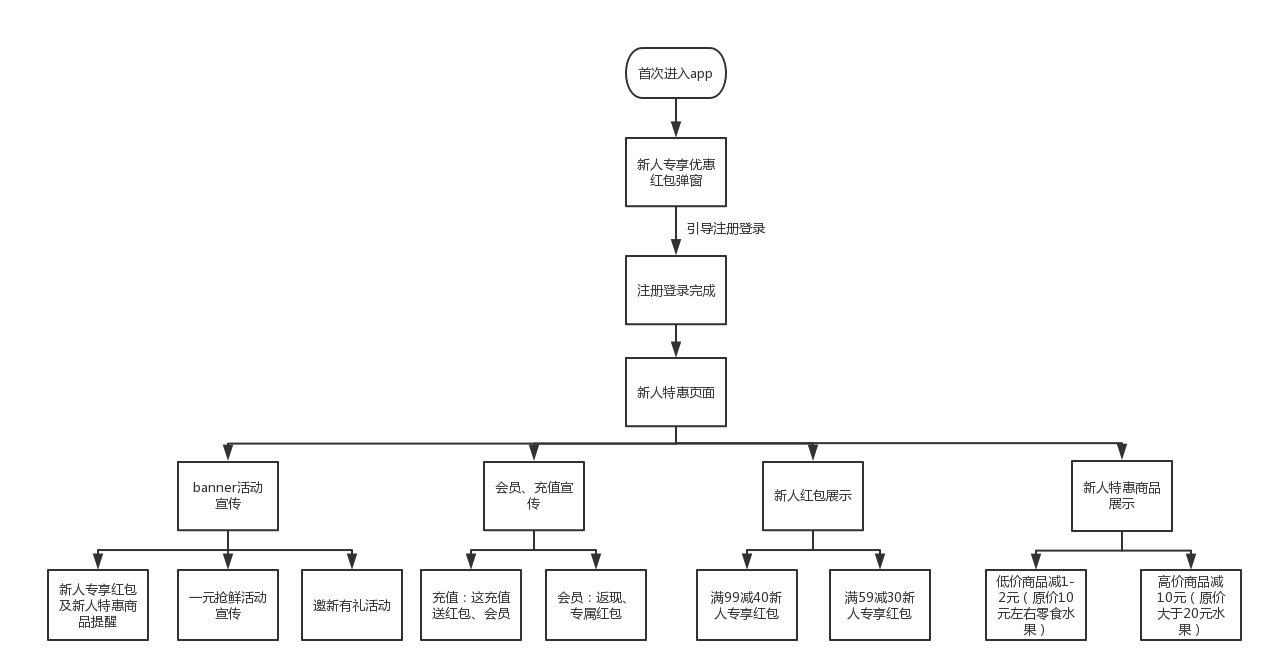 首次进入app
新人专享优惠
红包弹窗
引导注册登录
注册登录完成
新人特惠页面
banner活动
宣传
会员、充值宣
传
新人红包展示
新人特惠商品
展示
新人专享红包
及新人特惠商
品提醒
一元抢鲜活动
宣传
邀新有礼活动
充值：这充值
送红包、会员
会员：返现、
专属红包
满99减40新
人专享红包
满59减30新
人专享红包
低价商品减1-
2元（原价10
元左右零食水
果）
高价商品减
10元（原价
大于20元水
果）